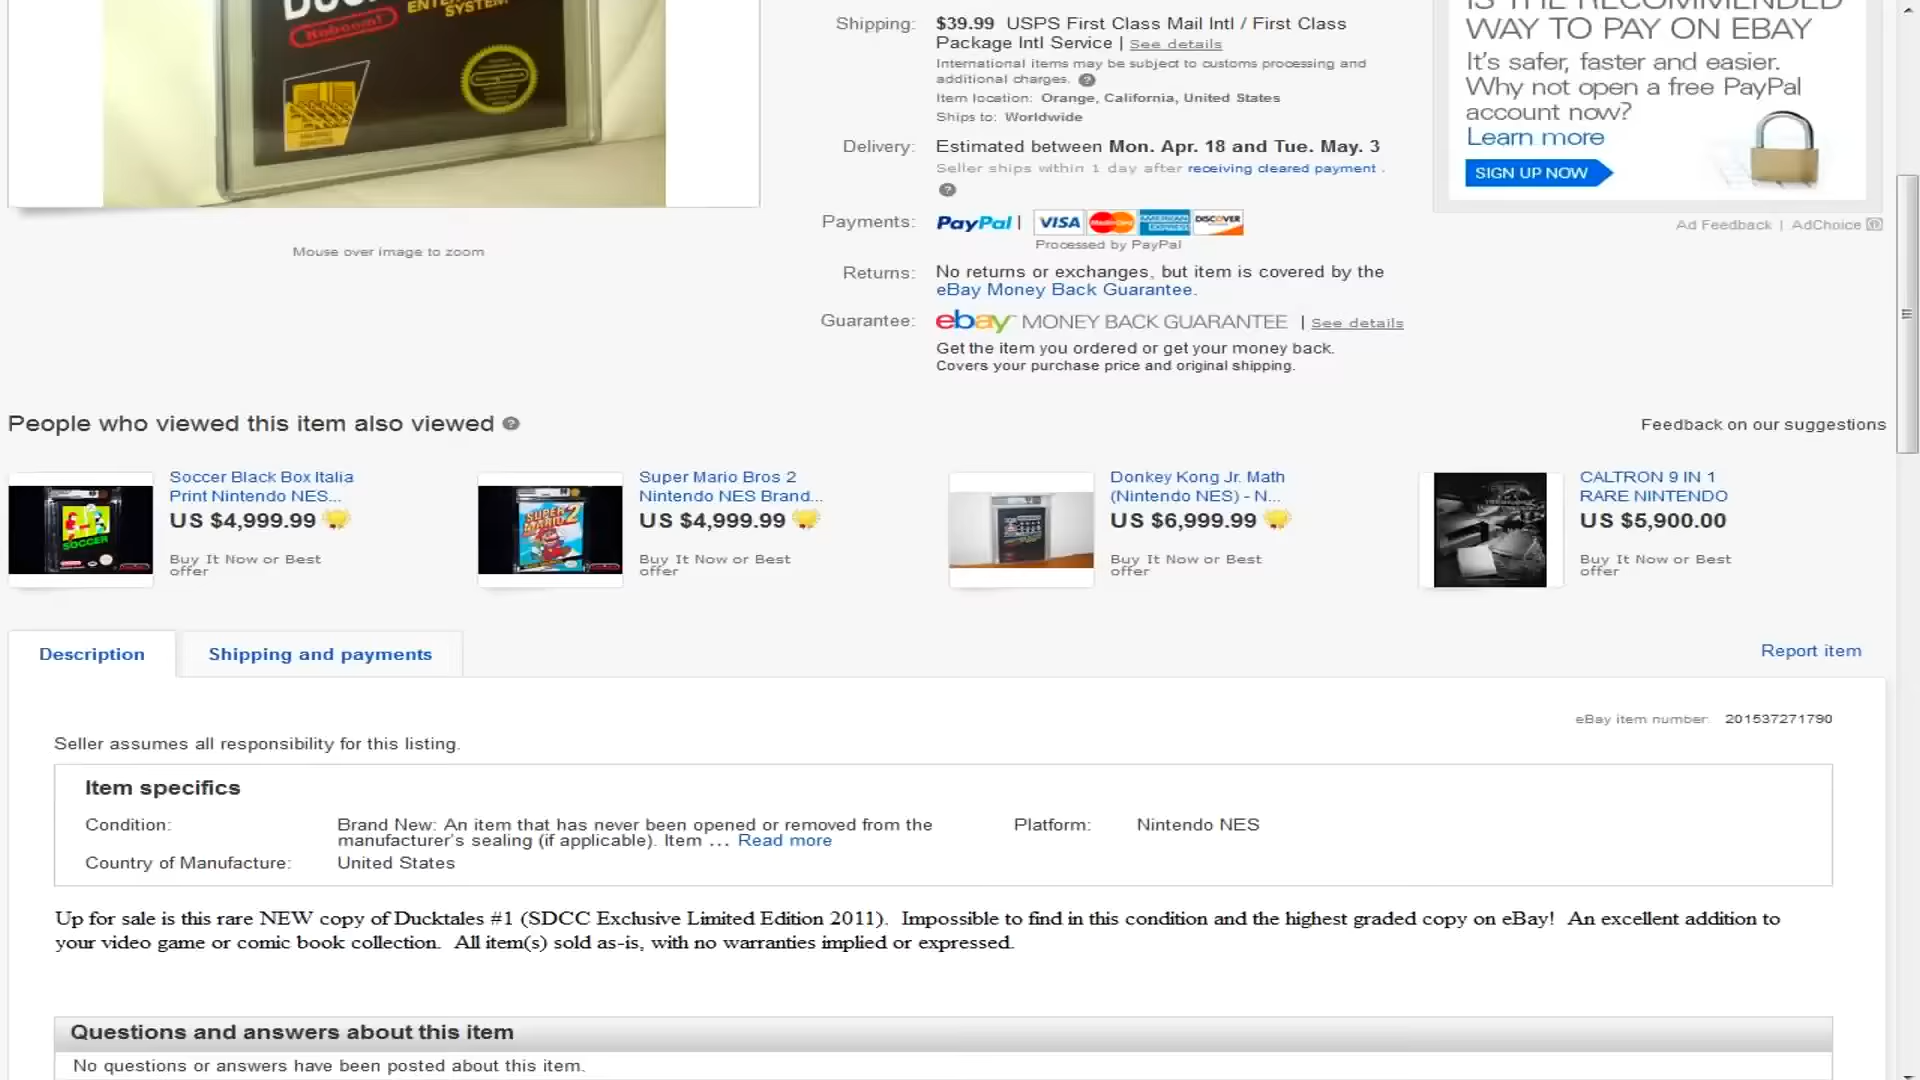 Kaboom!
ENTERTAINMENT
SYSTEM
Mouse over image to zoom
Shipping: $39.99 USPS First Class Mail Intl / First Class
Package Intl Service | See details
International items may be subject to customs processing and
additional charges. ?
Item location: Orange, California, United States
Ships to: Worldwide
Delivery: Estimated between Mon. Apr. 18 and Tue. May. 3
Seller ships within 1 day after receiving cleared payment .
?
Payments: PayPal | VISA MasterCard AMERICAN EXPRESS DISCOVER
Processed by PayPal
Returns: No returns or exchanges, but item is covered by the
eBay Money Back Guarantee.
Guarantee: ebay MONEY BACK GUARANTEE | See details
Get the item you ordered or get your money back.
Covers your purchase price and original shipping.
IS THE RECOMMENDED
WAY TO PAY ON EBAY
It's safer, faster and easier.
Why not open a free PayPal
account now?
Learn more
SIGN UP NOW
Ad Feedback | AdChoice
People who viewed this item also viewed ?
Feedback on our suggestions
SOCCER
Soccer Black Box Italia
Print Nintendo NES...
US $4,999.99
Buy It Now or Best
offer
SUPER
MARIO 2
Super Mario Bros 2
Nintendo NES Brand...
US $4,999.99
Buy It Now or Best
offer
Donkey Kong Jr. Math
(Nintendo NES) - N...
US $6,999.99
Buy It Now or Best
offer
CALTRON 9 IN 1
RARE NINTENDO
US $5,900.00
Buy It Now or Best
offer
Description
Shipping and payments
Report item
eBay item number: 201537271790
Seller assumes all responsibility for this listing.
Item specifics
Condition: Brand New: An item that has never been opened or removed from the
manufacturer's sealing (if applicable). Item ... Read more
Platform: Nintendo NES
Country of Manufacture: United States
Up for sale is this rare NEW copy of Ducktales #1 (SDCC Exclusive Limited Edition 2011). Impossible to find in this condition and the highest graded copy on eBay! An excellent addition to
your video game or comic book collection. All item(s) sold as-is, with no warranties implied or expressed.
Questions and answers about this item
No questions or answers have been posted about this item.